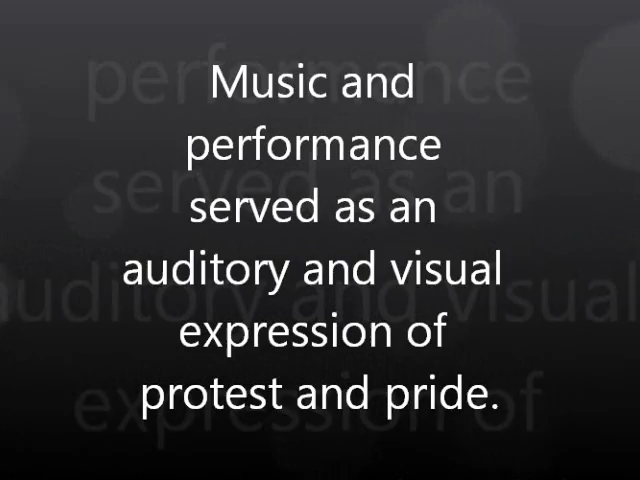 Music and
performance
served as an
auditory and visual
expression of
protest and pride.